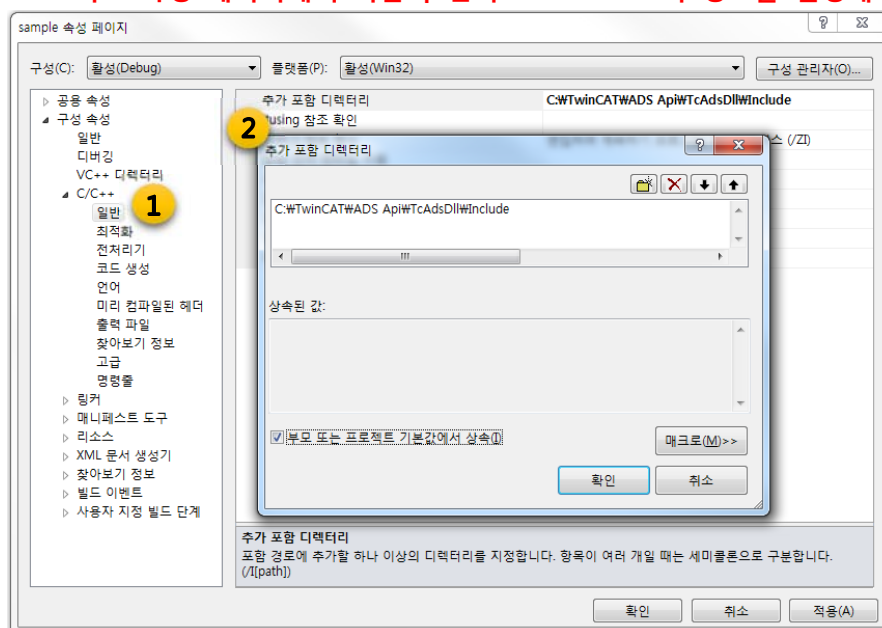 sample 속성 페이지
구성(C): 활성(Debug) 플랫폼(P): 활성(Win32) 구성 관리자(O)...
공용 속성
구성 속성
일반
디버깅
VC++ 디렉터리
C/C++
일반
1
최적화
전처리기
코드 생성
언어
미리 컴파일된 헤더
출력 파일
찾아보기 정보
고급
명령줄
링커
매니페스트 도구
리소스
XML 문서 생성기
찾아보기 정보
빌드 이벤트
사용자 지정 빌드 단계
추가 포함 디렉터리 C:₩TwinCAT₩ADS Api₩TcAdsDll₩Include
#using 참조 확인
(/ZI)
2
추가 포함 디렉터리
C:₩TwinCAT₩ADS Api₩TcAdsDll₩Include
상속된 값:
부모 또는 프로젝트 기본값에서 상속(I)
매크로(M)>>
확인 취소
추가 포함 디렉터리
포함 경로에 추가할 하나 이상의 디렉터리를 지정합니다. 항목이 여러 개일 때는 세미콜론으로 구분합니다.
(/I[path])
확인 취소 적용(A)